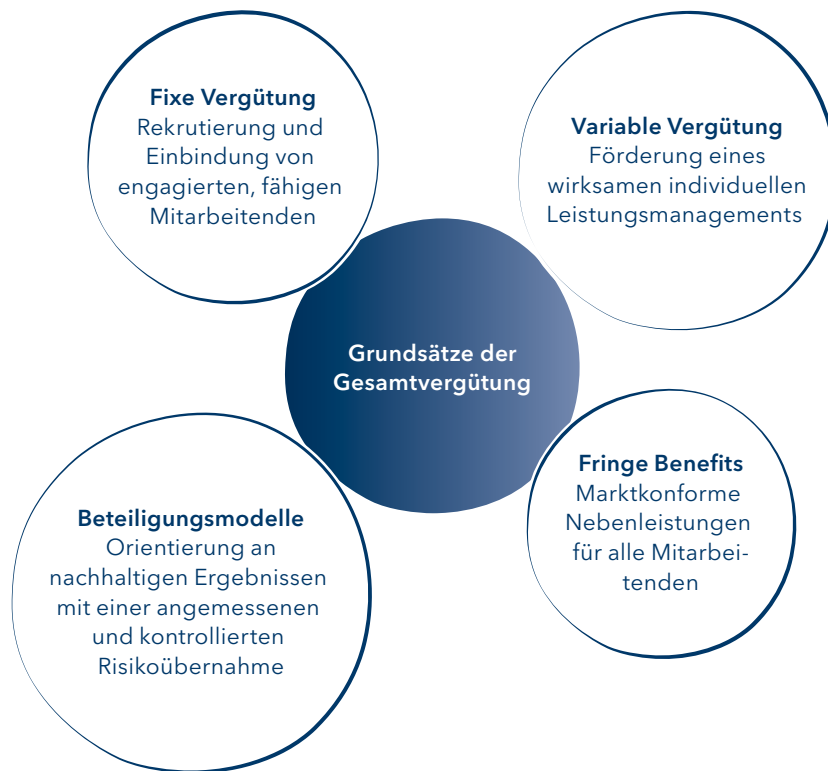 Fixe Vergütung
Rekrutierung und
Einbindung von
engagierten, fähigen
Mitarbeitenden
Variable Vergütung
Förderung eines
wirksamen individuellen
Leistungsmanagements
Grundsätze der
Gesamtvergütung
Beteiligungsmodelle
Orientierung an
nachhaltigen Ergebnissen
mit einer angemessenen
und kontrollierten
Risikoübernahme
Fringe Benefits
Marktkonforme
Nebenleistungen
für alle Mitarbei-
tenden